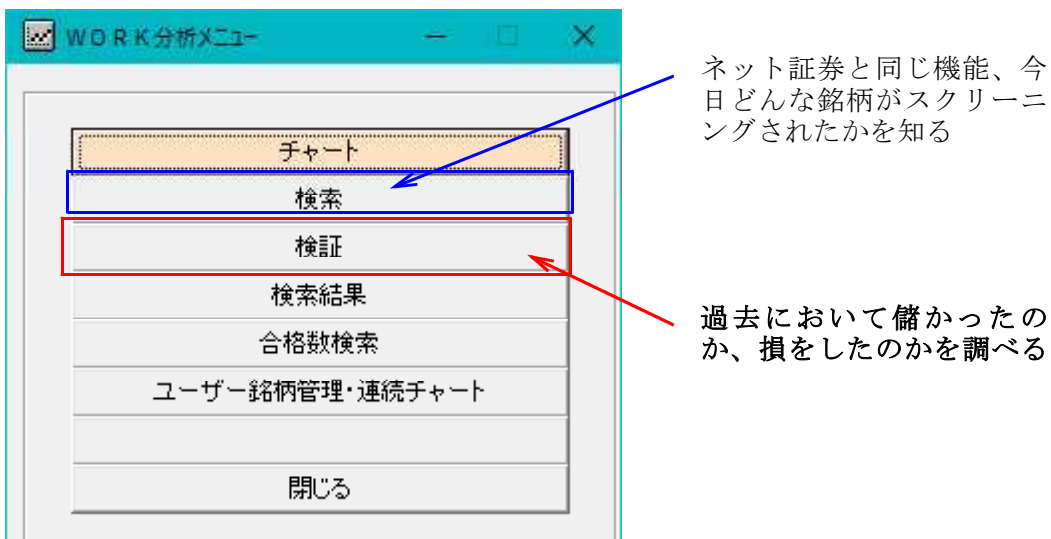 ＷＯＲＫ分析メニュー
チャート
検索
検証
検索結果
合格数検索
ユーザー銘柄管理・連続チャート
閉じる
ネット証券と同じ機能、今
日どんな銘柄がスクリーニ
ングされたかを知る
過去において儲かったの
か、損をしたのかを調べる